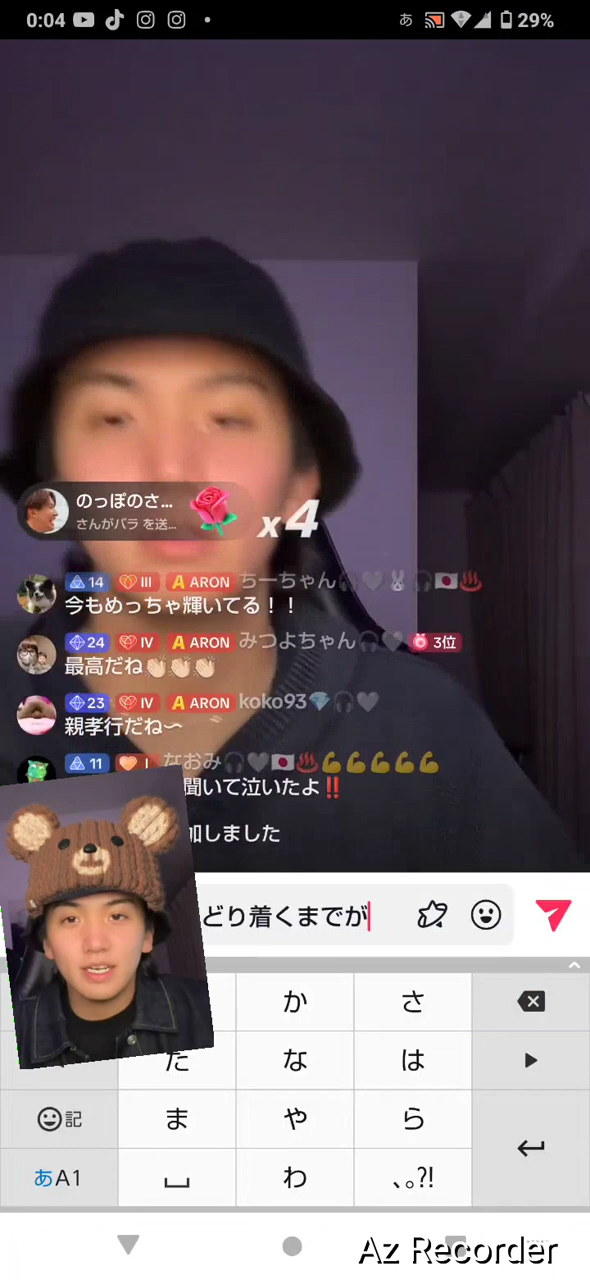 0:04
あ
29%
のっぽのさ...
さんがバラ を送...
x4
14 III A ARON ちーちゃん
今もめっちゃ輝いてる！！
24 IV A ARON みつよちゃん 3位
最高だね
23 IV A ARON koko93
親孝行だね〜
11 I なおみ
聞いて泣いたよ‼
加しました
どり着くまでが
か さ
た な は
記 ま や ら
あA1 わ 、。?!
Az Recorder